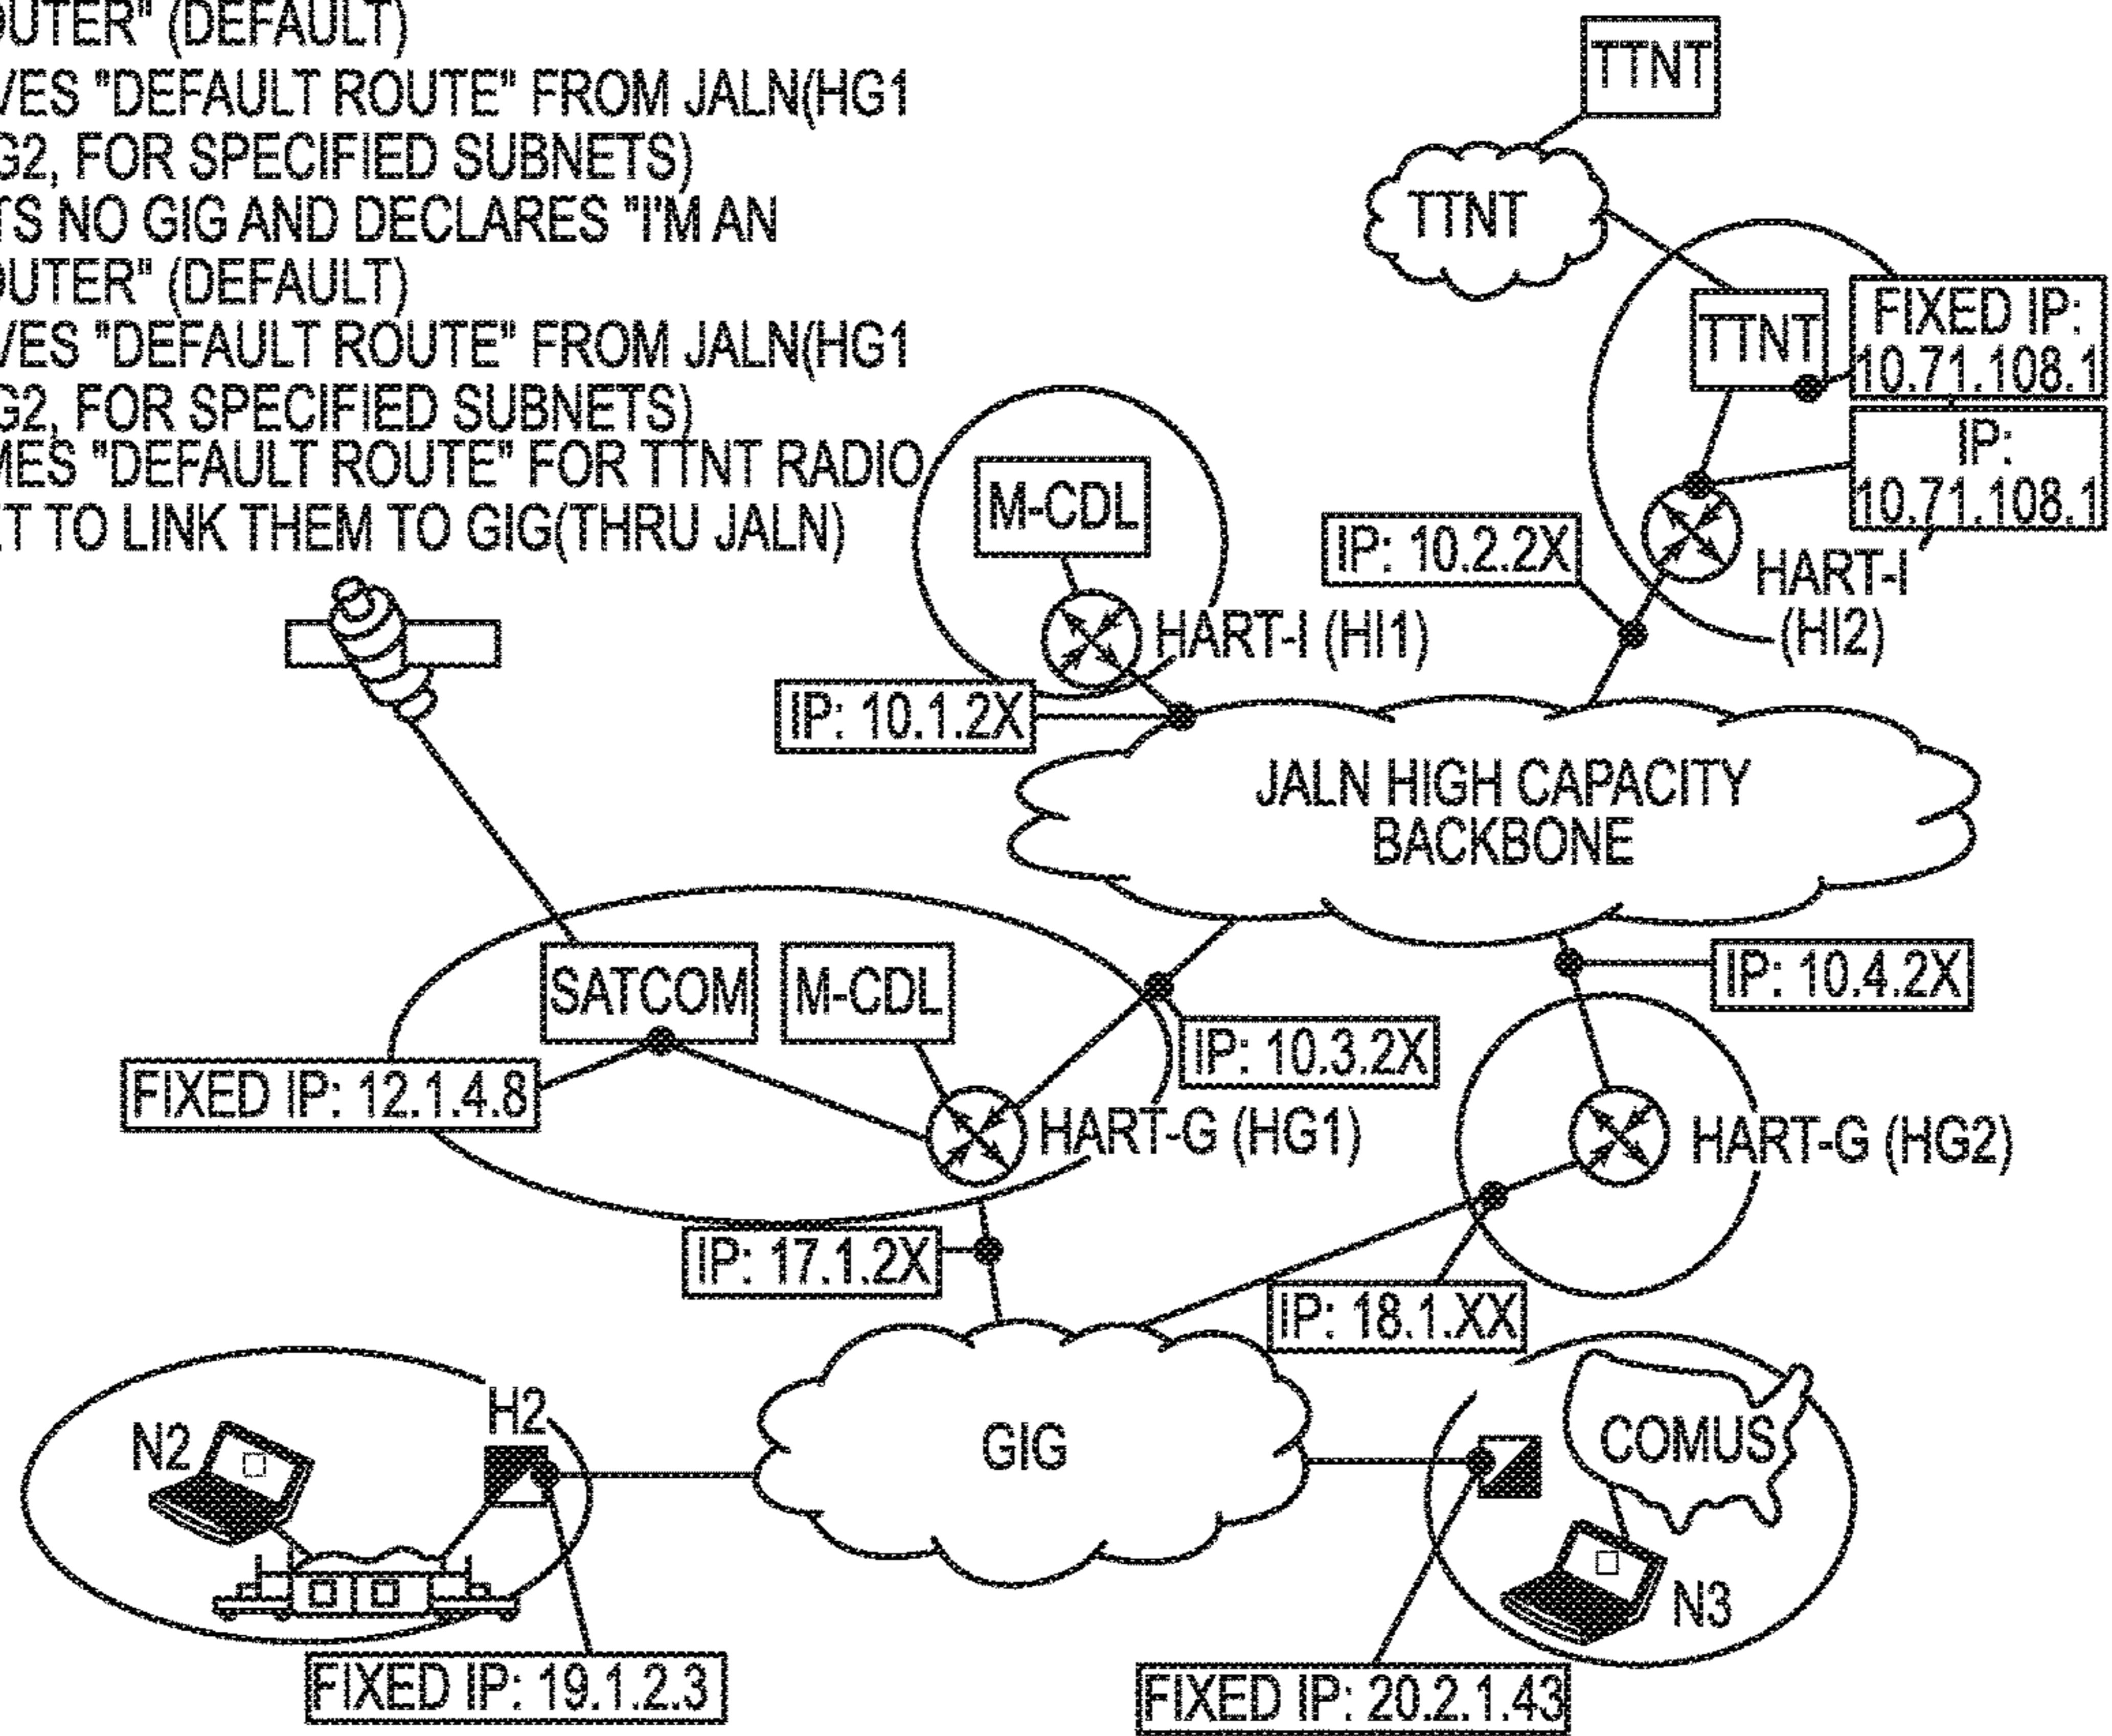 OUTER" (DEFAULT)
VES "DEFAULT ROUTE" FROM JALN(HG1
G2, FOR SPECIFIED SUBNETS)
TS NO GIG AND DECLARES "I'M AN
OUTER" (DEFAULT)
VES "DEFAULT ROUTE" FROM JALN(HG1
G2, FOR SPECIFIED SUBNETS)
MES "DEFAULT ROUTE" FOR TTNT RADIO
ET TO LINK THEM TO GIG(THRU JALN)
TTNT
TTNT
TTNT
FIXED IP:
10.71.108.1
IP:
10.71.108.1
M-CDL
IP: 10.2.2X
HART-I
(HI2)
HART-I (HI1)
IP: 10.1.2X
JALN HIGH CAPACITY
BACKBONE
SATCOM
M-CDL
IP: 10.4.2X
IP: 10.3.2X
FIXED IP: 12.1.4.8
HART-G (HG1)
HART-G (HG2)
IP: 17.1.2X
IP: 18.1.XX
H2
N2
GIG
COMUS
N3
FIXED IP: 19.1.2.3
FIXED IP: 20.2.1.43